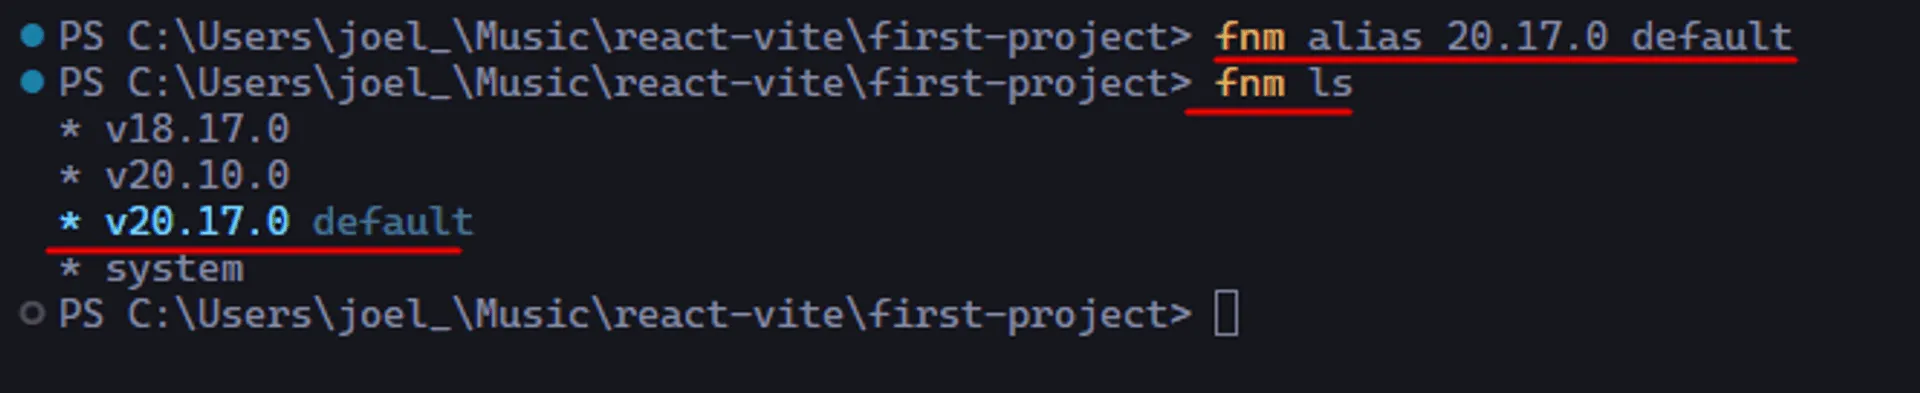 PS C:\Users\joel_\Music\react-vite\first-project> fnm alias 20.17.0 default
PS C:\Users\joel_\Music\react-vite\first-project> fnm ls
* v18.17.0
* v20.10.0
* v20.17.0 default
* system
PS C:\Users\joel_\Music\react-vite\first-project>